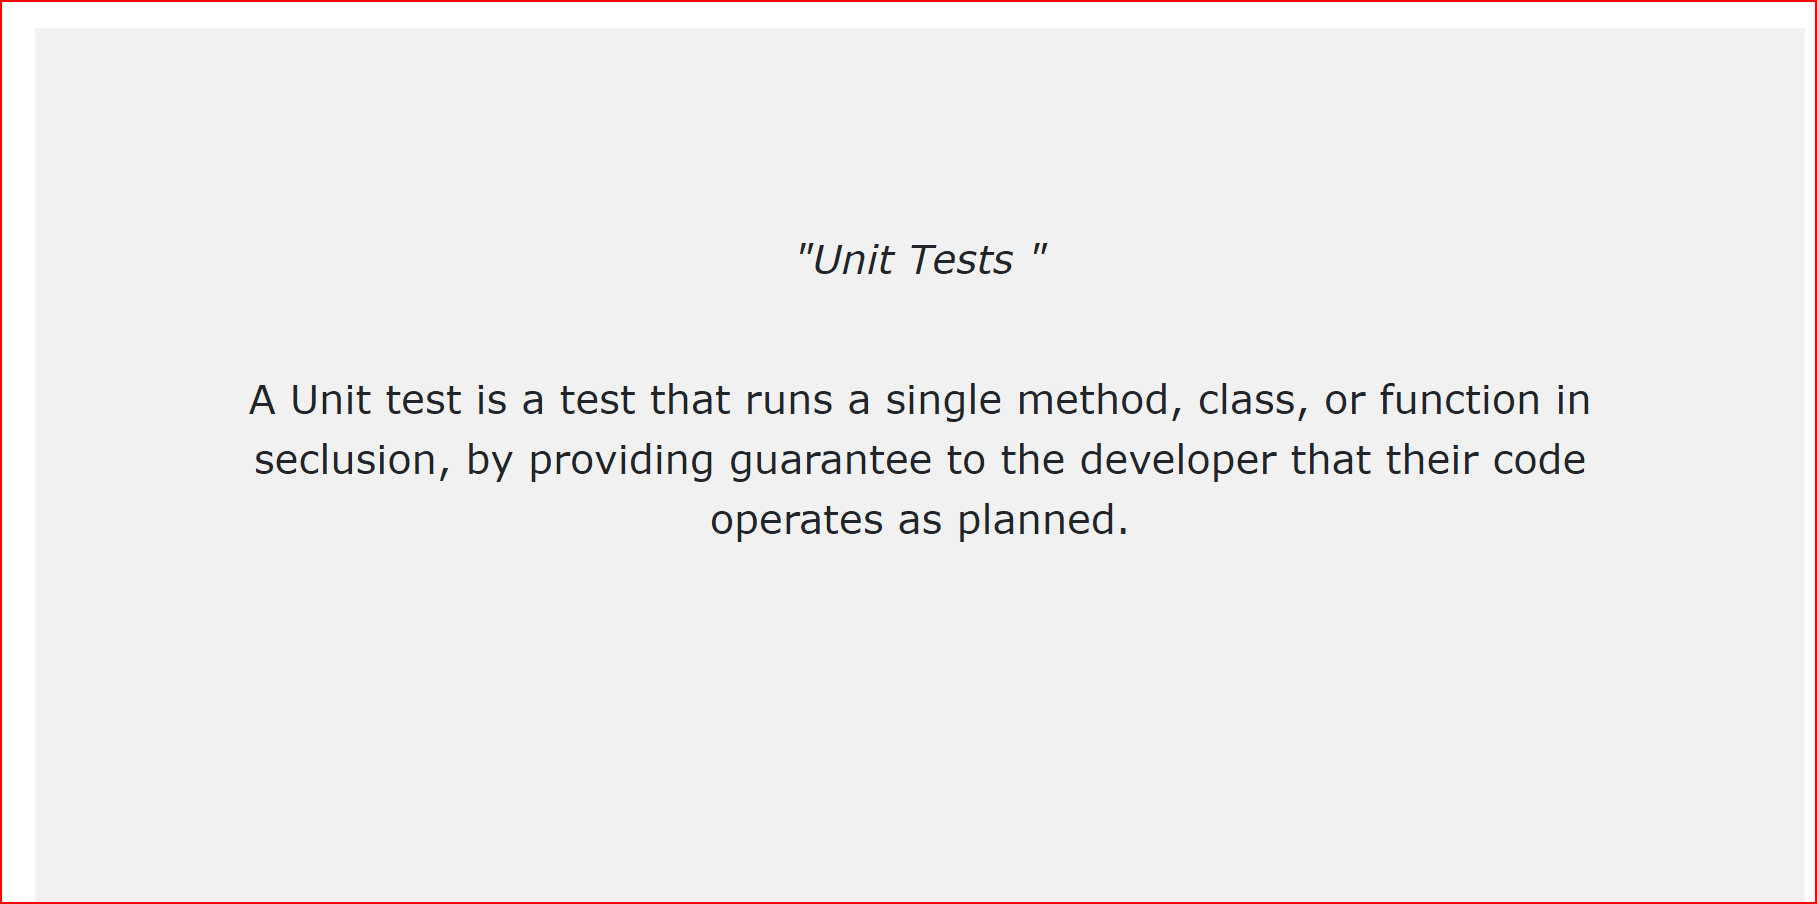 "Unit Tests "
A Unit test is a test that runs a single method, class, or function in
seclusion, by providing guarantee to the developer that their code
operates as planned.